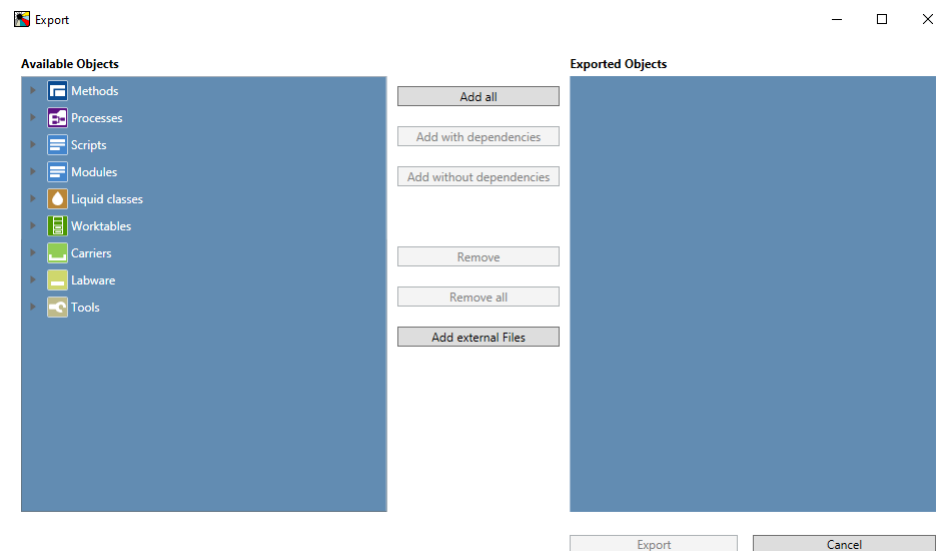 Export
Available Objects
Methods
Processes
Scripts
Modules
Liquid classes
Worktables
Carriers
Labware
Tools
Add all
Add with dependencies
Add without dependencies
Remove
Remove all
Add external Files
Exported Objects
Export
Cancel